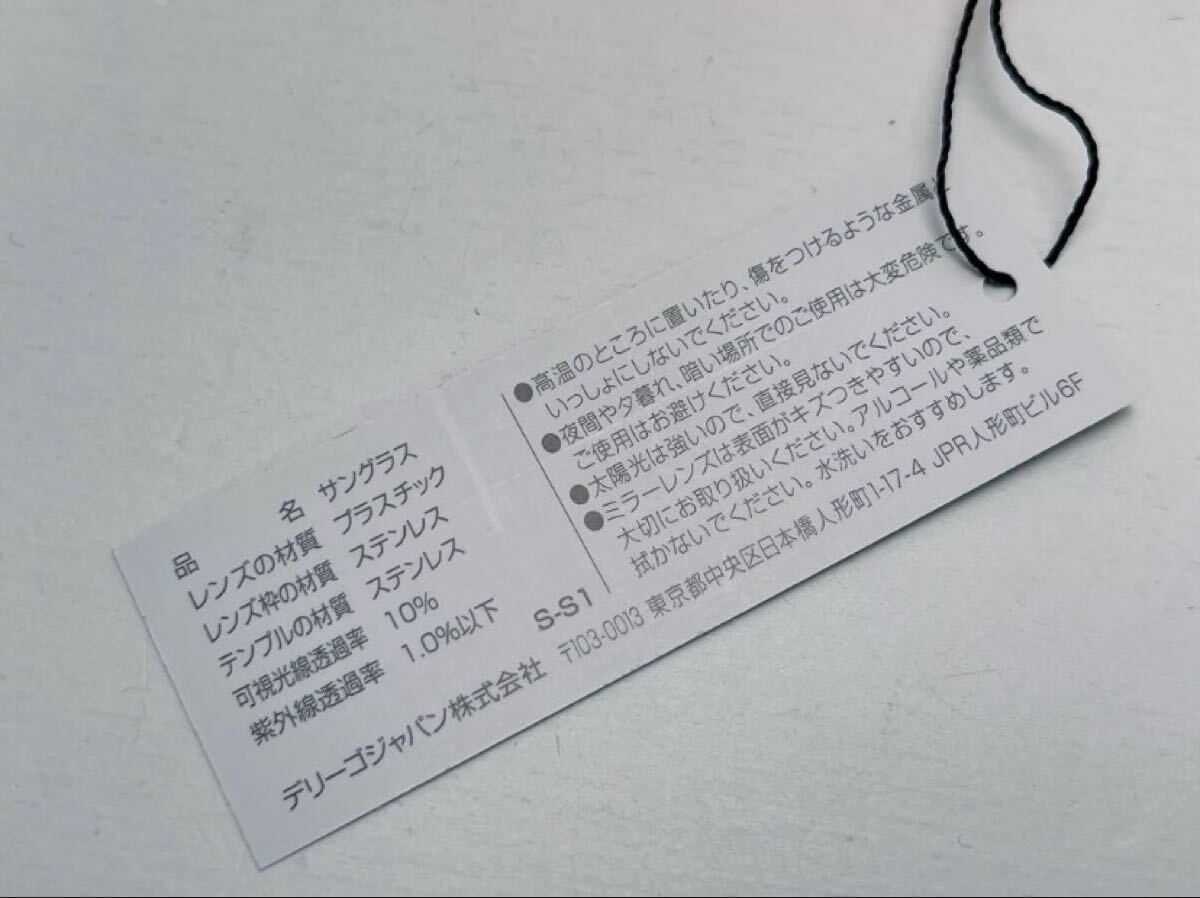 品　　　名　サングラス
レンズの材質　プラスチック
レンズ枠の材質　ステンレス
テンプルの材質　ステンレス
可視光線透過率　10%
紫外線透過率　1.0%以下
S-S1
●高温のところに置いたり、傷をつけるような金属と
いっしょにしないでください。
●夜間や夕暮れ、暗い場所でのご使用は大変危険です。
ご使用はお避けください。
●太陽光は強いので、直接見ないでください。
●ミラーレンズは表面がキズつきやすいので、
大切にお取り扱いください。アルコールや薬品類で
拭かないでください。水洗いをおすすめします。
デリーゴジャパン株式会社　〒103-0013 東京都中央区日本橋人形町1-17-4 JPR人形町ビル6F